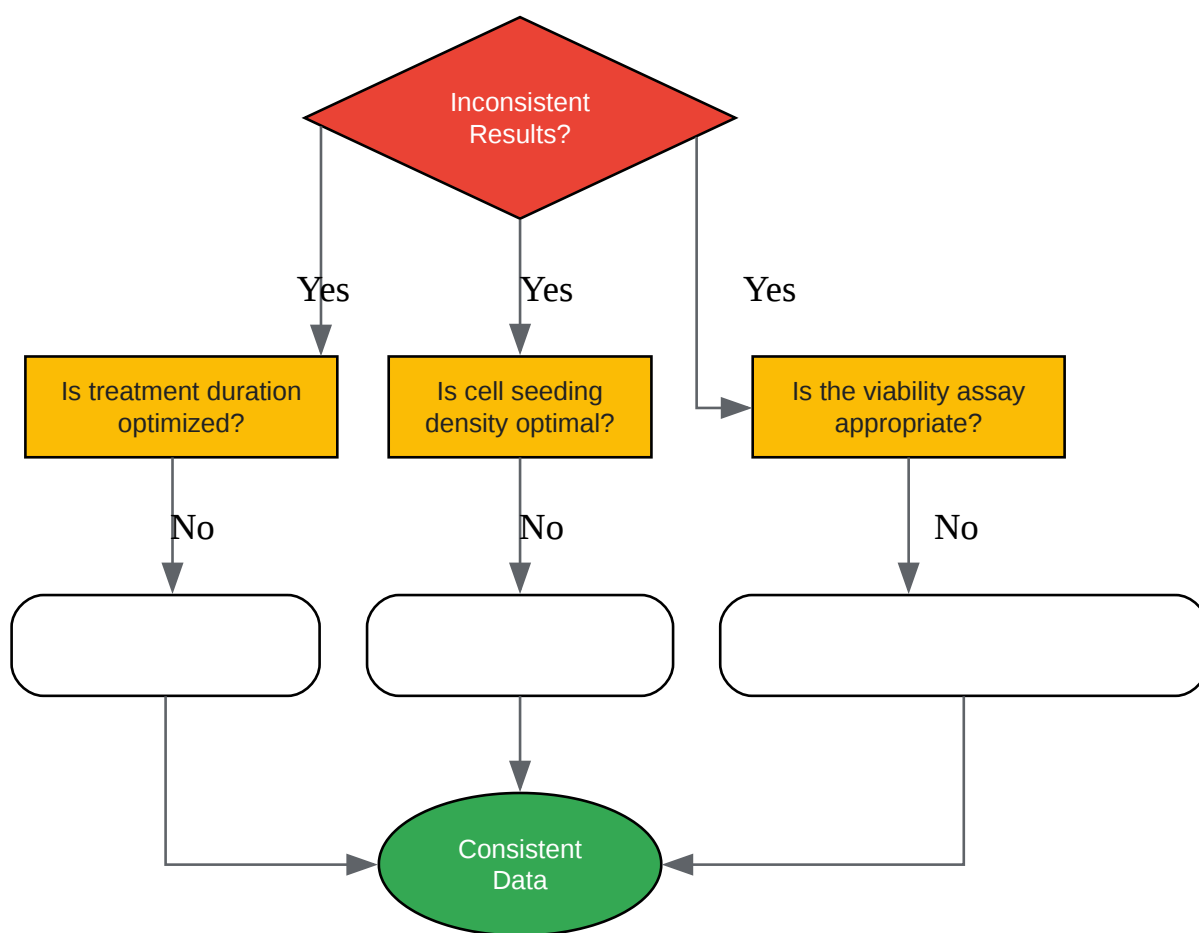 Inconsistent
Results?
Yes
Yes
Yes
Is treatment duration
optimized?
Is cell seeding
density optimal?
Is the viability assay
appropriate?
No
No
No
Consistent
Data